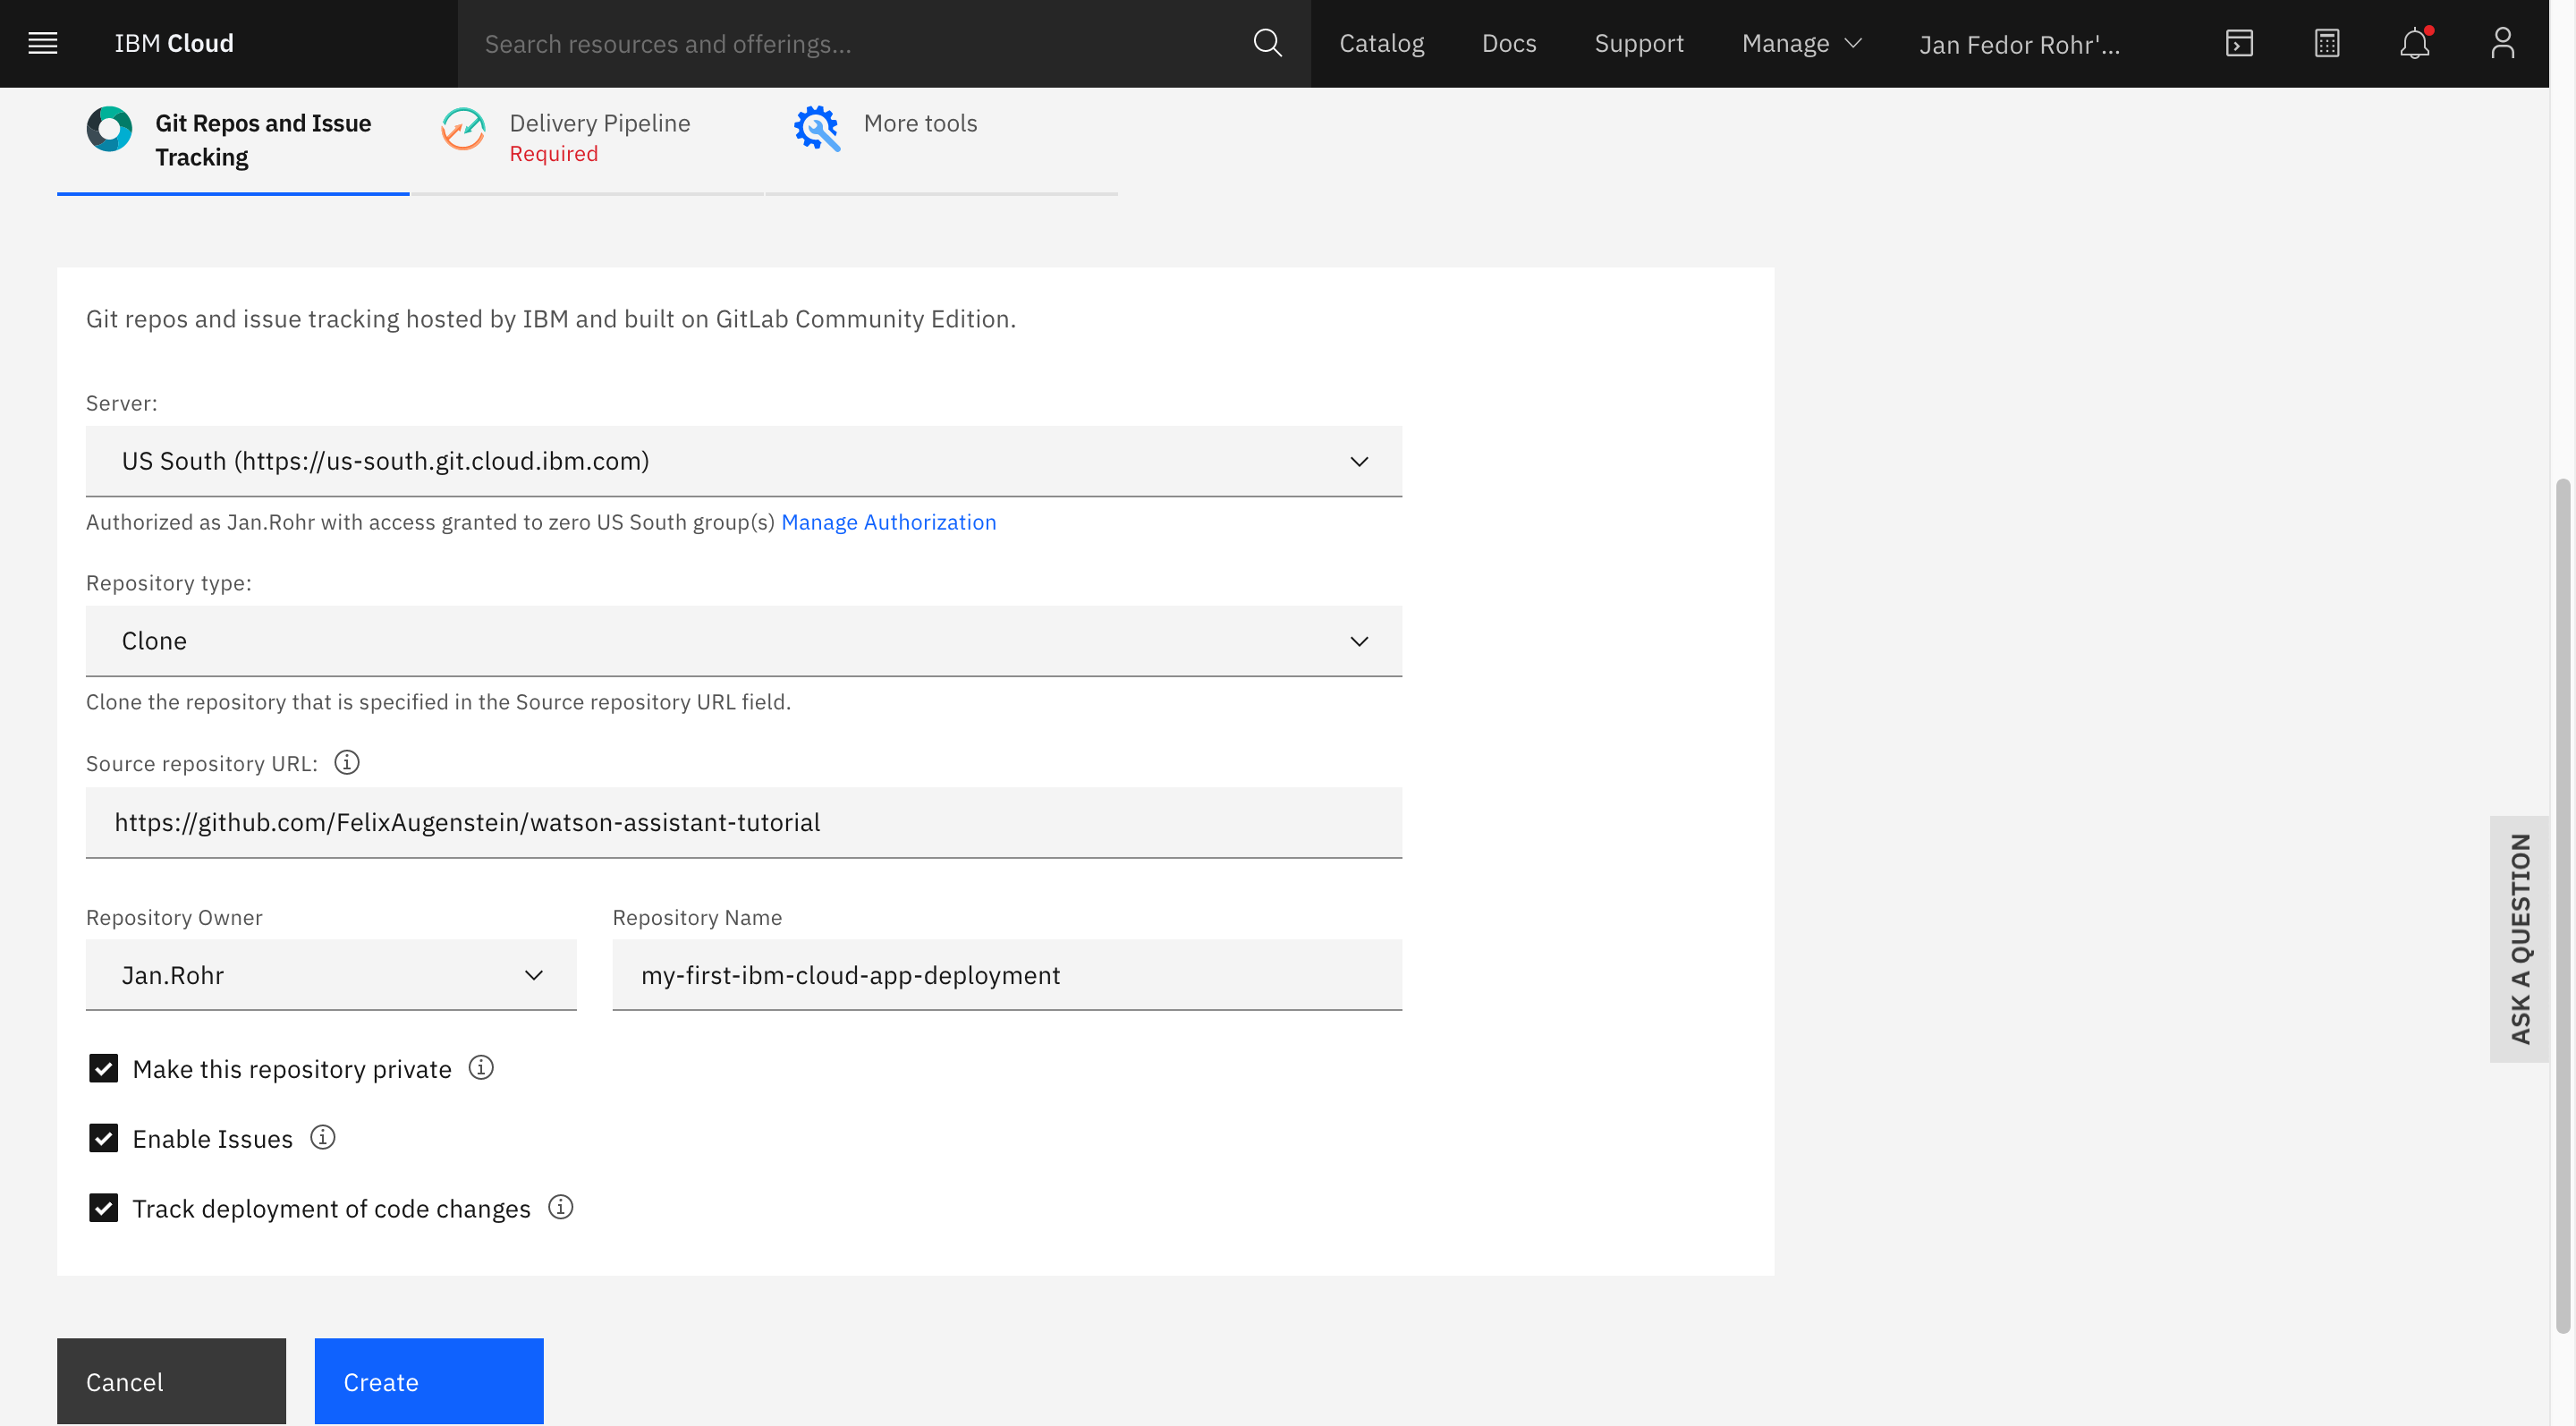 IBM Cloud
Search resources and offerings...
Catalog
Docs
Support
Manage
Jan Fedor Rohr'...
Git Repos and Issue
Tracking
Delivery Pipeline
Required
More tools
Git repos and issue tracking hosted by IBM and built on GitLab Community Edition.
Server:
US South (https://us-south.git.cloud.ibm.com)
Authorized as Jan.Rohr with access granted to zero US South group(s) Manage Authorization
Repository type:
Clone
Clone the repository that is specified in the Source repository URL field.
Source repository URL:
https://github.com/FelixAugenstein/watson-assistant-tutorial
Repository Owner
Repository Name
Jan.Rohr
my-first-ibm-cloud-app-deployment
Make this repository private
Enable Issues
Track deployment of code changes
ASK A QUESTION
Cancel
Create